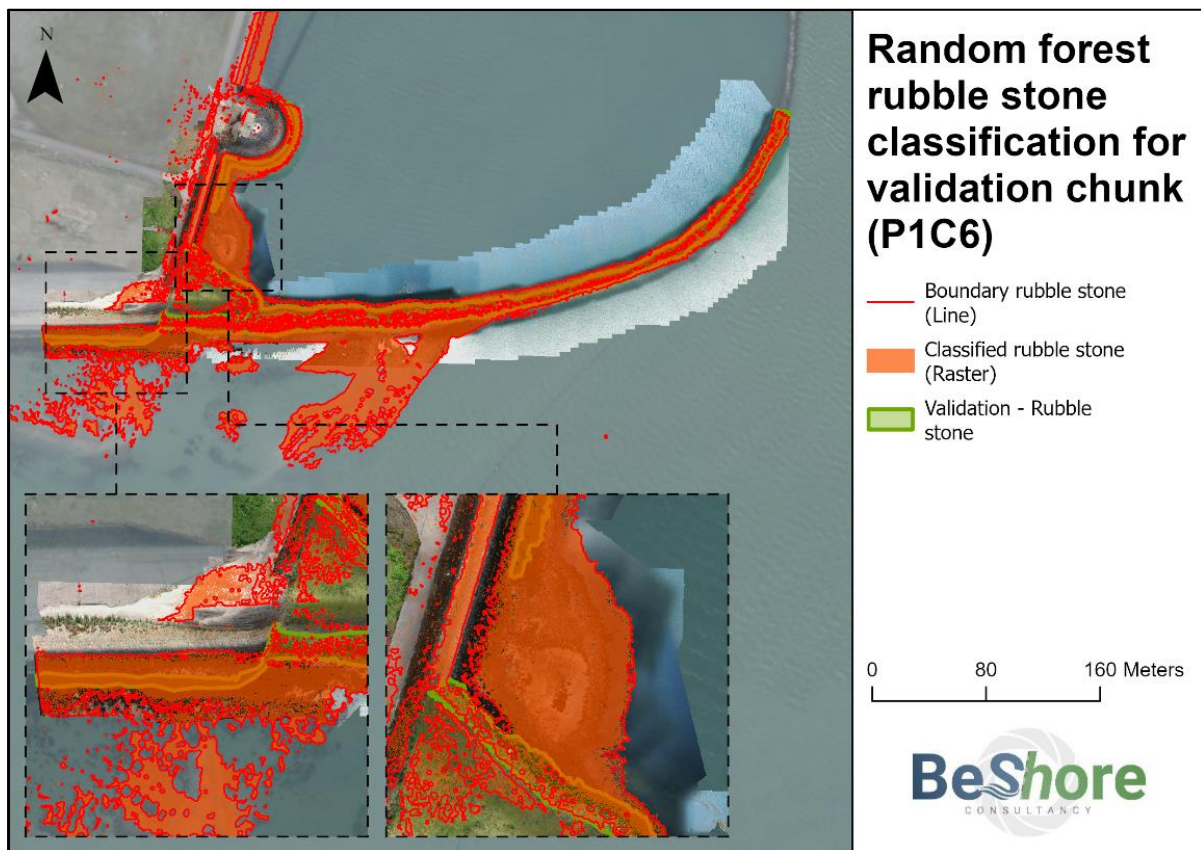 N
Random forest
rubble stone
classification for
validation chunk
(P1C6)
Boundary rubble stone
(Line)
Classified rubble stone
(Raster)
Validation - Rubble
stone
0 80 160 Meters
BeShore
CONSULTANCY